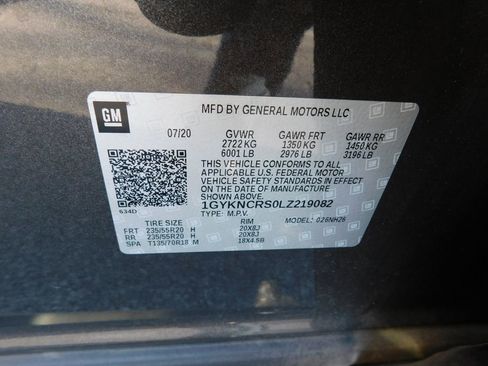 GM
MFD BY GENERAL MOTORS LLC
07/20 GVWR GAWR FRT GAWR RR
2722 KG 1350 KG 1450 KG
6001 LB 2976 LB 3196 LB
THIS VEHICLE CONFORMS TO ALL
APPLICABLE U.S. FEDERAL MOTOR
VEHICLE SAFETY STANDARDS IN
EFFECT ON THE DATE OF
MANUFACTURE SHOWN ABOVE.
1GYKNCRS0LZ219082
634D TYPE: M.P.V. MODEL: 026NH26
TIRE SIZE RIM
FRT 235/55R20 H 20X8J
RR 235/55R20 H 20X8J
SPA T135/70R18 M 18X4.5B